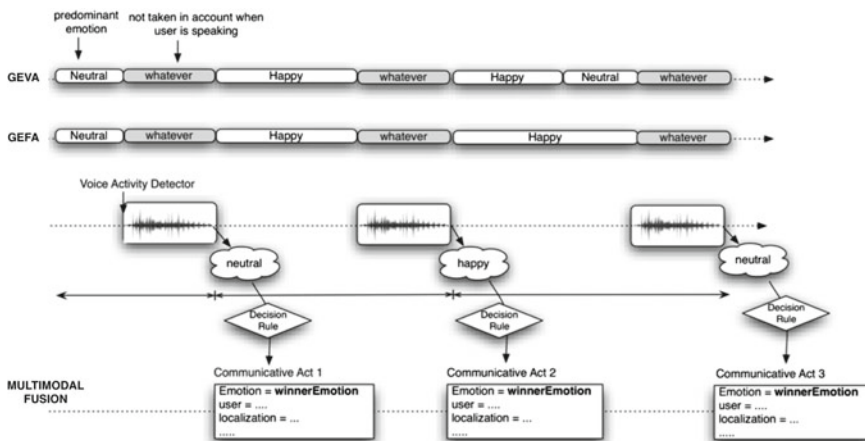 predominant
emotion
not taken in account when
user is speaking
GEVA
Neutral whatever Happy whatever Happy Neutral whatever
GEFA
Neutral whatever Happy whatever Happy whatever
Voice Activity Detector
neutral
happy
neutral
Decision
Rule
Decision
Rule
Decision
Rule
MULTIMODAL
FUSION
Communicative Act 1
Emotion = winnerEmotion
user = ....
localization = ...
.....
Communicative Act 2
Emotion = winnerEmotion
user = ....
localization = ...
.....
Communicative Act 3
Emotion = winnerEmotion
user = ....
localization = ...
.....